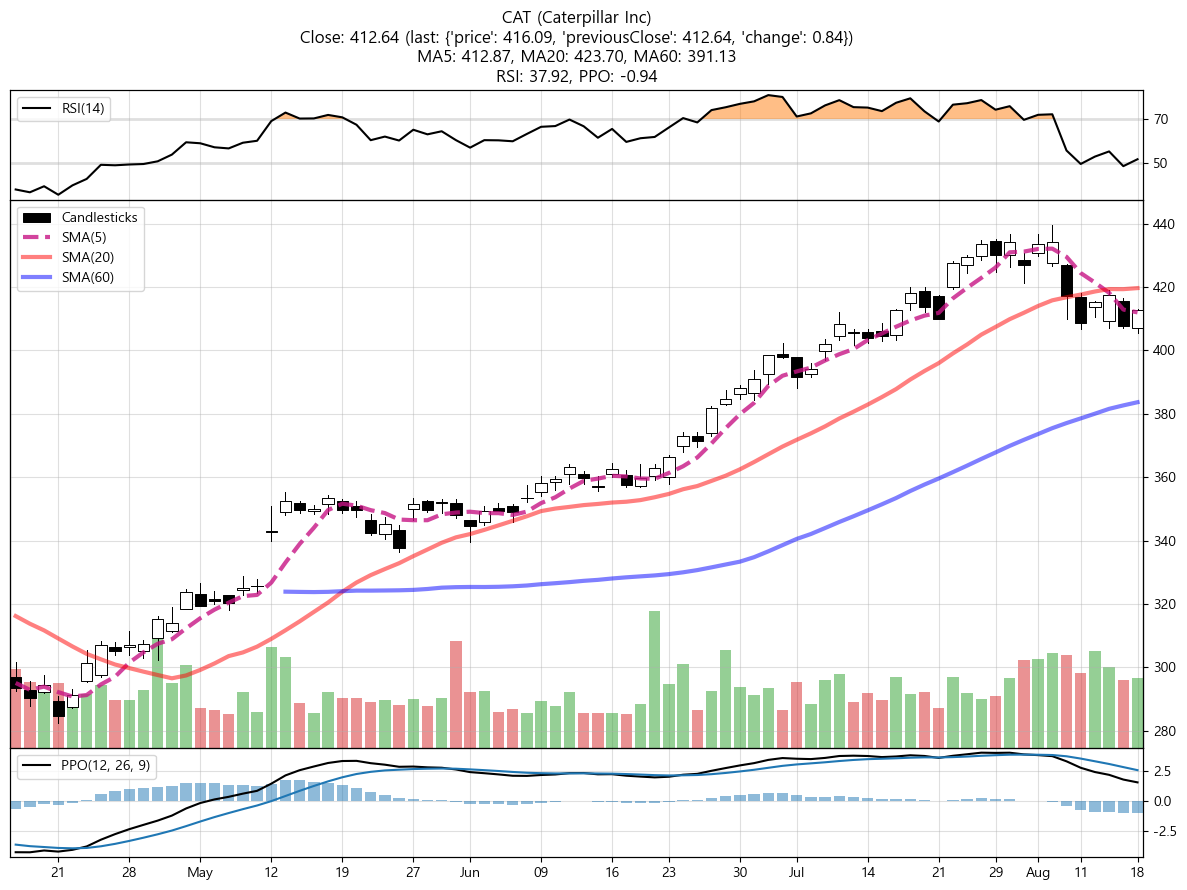 CAT (Caterpillar Inc)
Close: 412.64 (last: {'price': 416.09, 'previousClose': 412.64, 'change': 0.84})
MA5: 412.87, MA20: 423.70, MA60: 391.13
RSI: 37.92, PPO: -0.94
RSI(14)
70
50
Candlesticks
SMA(5)
SMA(20)
SMA(60)
440
420
400
380
360
340
320
300
280
PPO(12, 26, 9)
2.5
0.0
−2.5
21 28 May 12 19 27 Jun 09 16 23 30 Jul 14 21 29 Aug 11 18